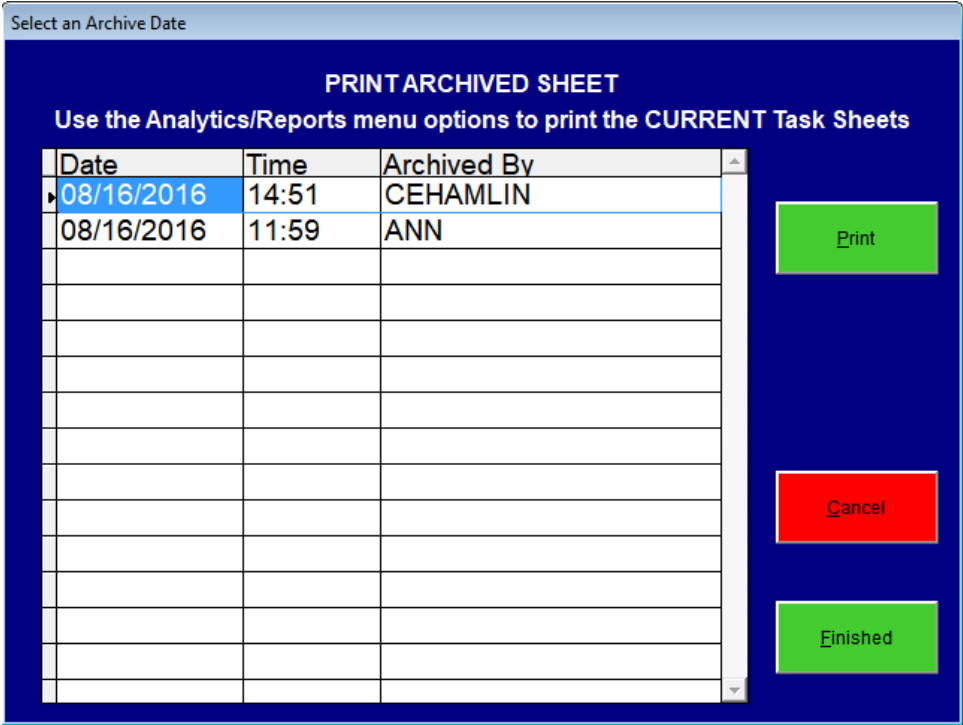 Select an Archive Date
PRINT ARCHIVED SHEET
Use the Analytics/Reports menu options to print the CURRENT Task Sheets
Date Time Archived By
08/16/2016 14:51 CEHAMLIN
08/16/2016 11:59 ANN
Print
Cancel
Finished